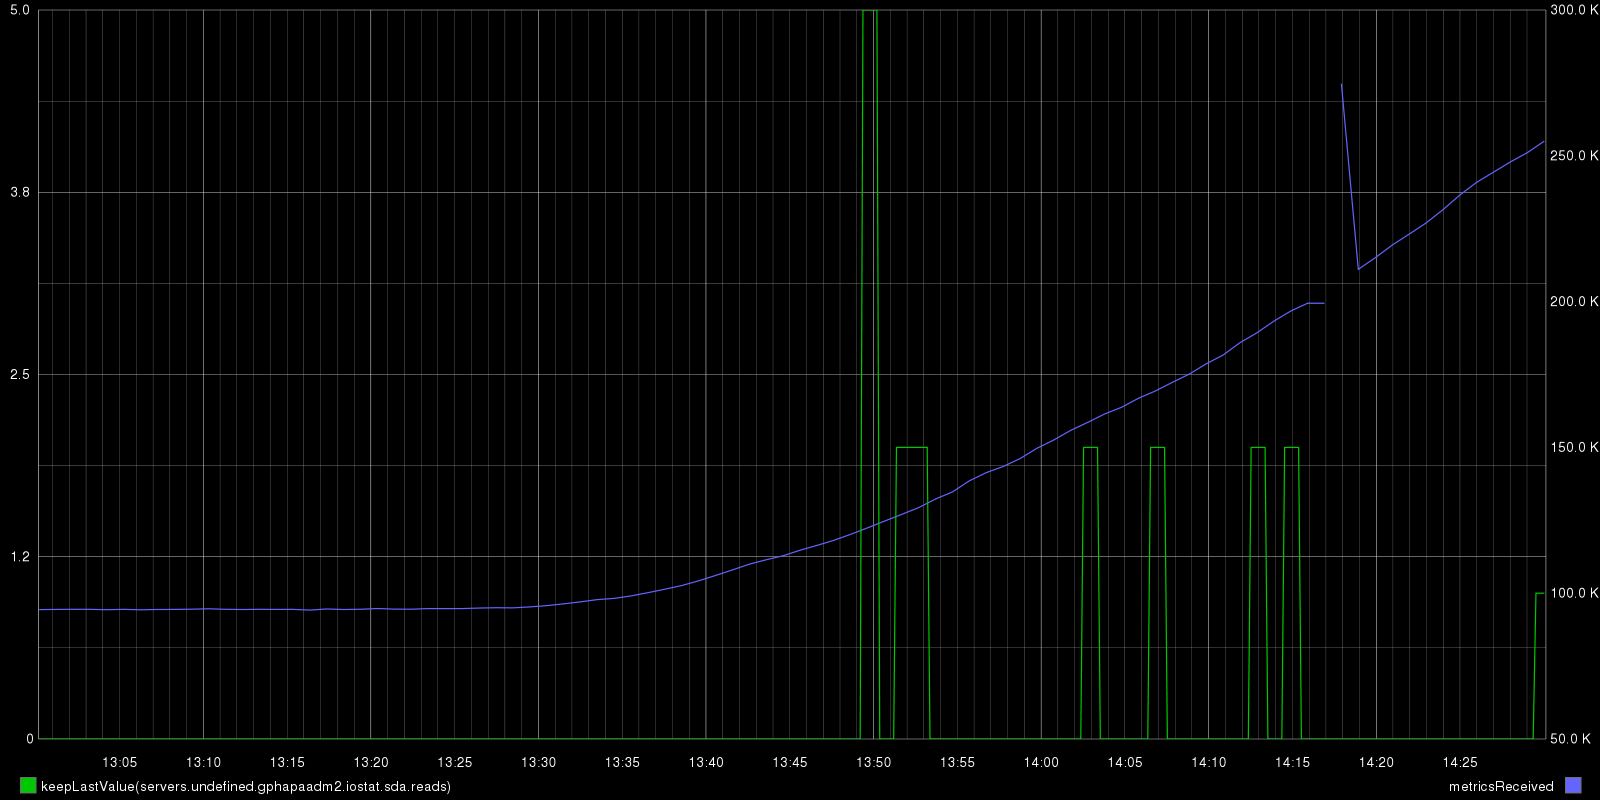 5.0
300.0 K
250.0 K
3.8
200.0 K
2.5
150.0 K
1.2
100.0 K
0
50.0 K
13:05 13:10 13:15 13:20 13:25 13:30 13:35 13:40 13:45 13:50 13:55 14:00 14:05 14:10 14:15 14:20 14:25
keepLastValue(servers.undefined.gphapaadm2.iostat.sda.reads)
metricsReceived